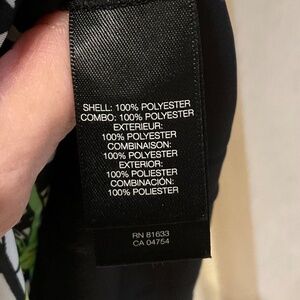 SHELL: 100% POLYESTER
COMBO: 100% POLYESTER
EXTERIEUR:
100% POLYESTER
COMBINAISON:
100% POLYESTER
EXTERIOR:
100% POLIESTER
COMBINACIÓN:
100% POLIESTER
RN 81633
CA 04754